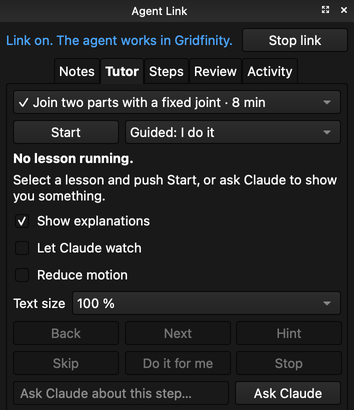 Agent Link
Link on. The agent works in Gridfinity. Stop link
Notes Tutor Steps Review Activity
✓ Join two parts with a fixed joint · 8 min
Start Guided: I do it
No lesson running.
Select a lesson and push Start, or ask Claude to show
you something.
Show explanations
Let Claude watch
Reduce motion
Text size 100 %
Back Next Hint
Skip Do it for me Stop
Ask Claude about this step... Ask Claude